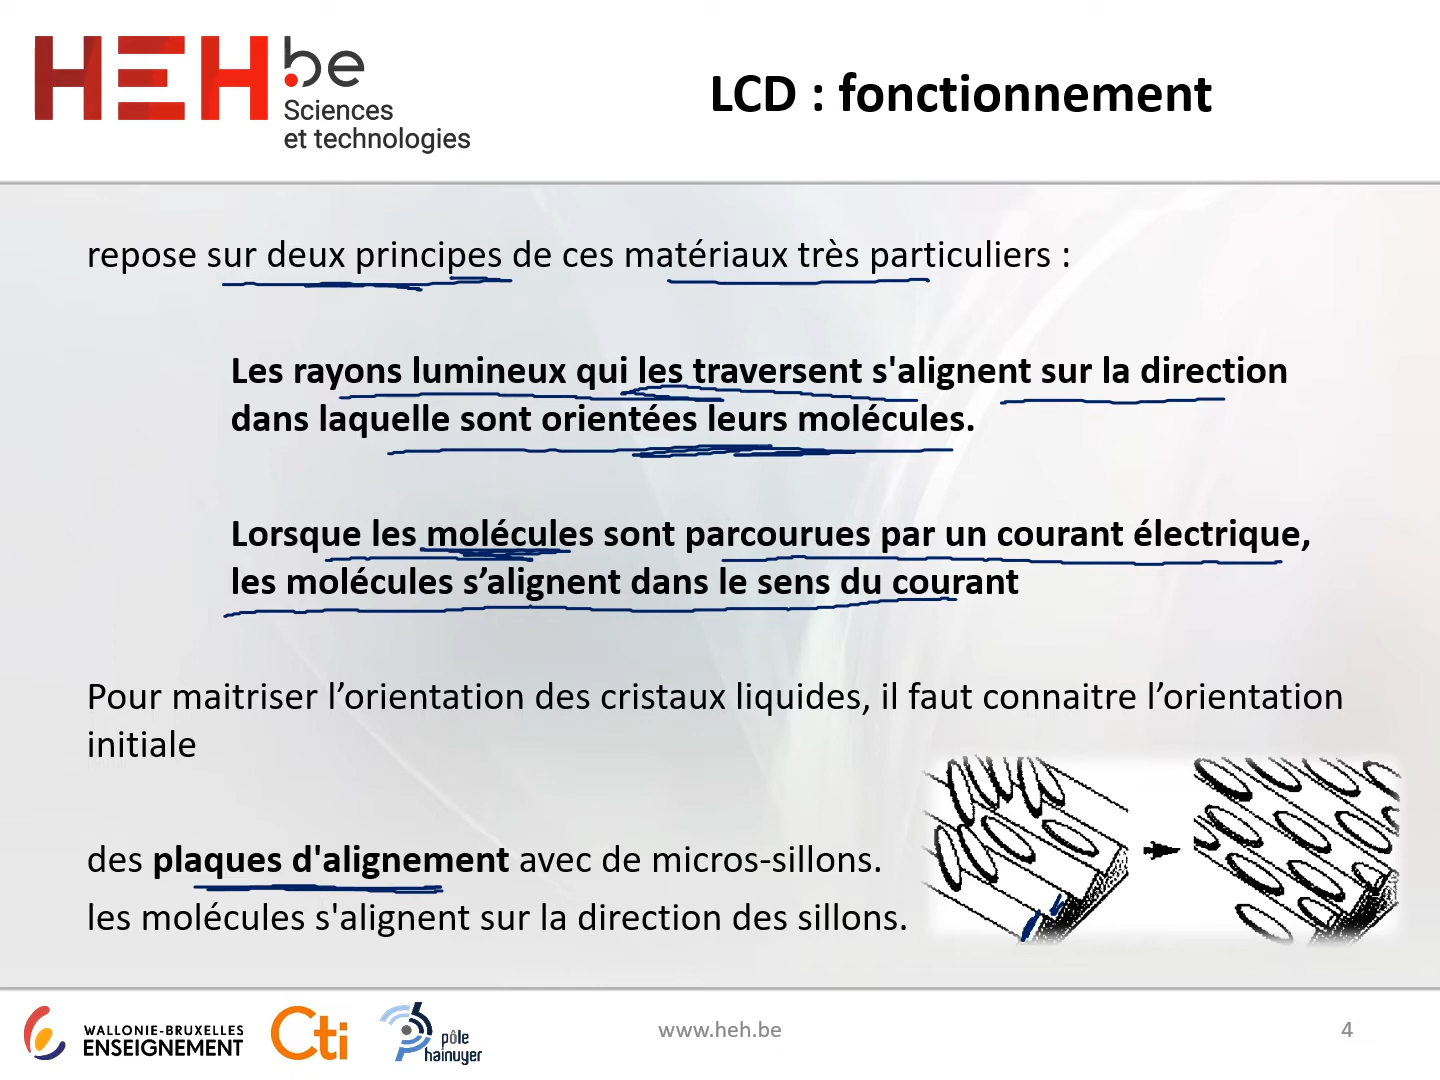 HEH.be
Sciences
et technologies
LCD : fonctionnement
repose sur deux principes de ces matériaux très particuliers :
Les rayons lumineux qui les traversent s'alignent sur la direction
dans laquelle sont orientées leurs molécules.
Lorsque les molécules sont parcourues par un courant électrique,
les molécules s’alignent dans le sens du courant
Pour maitriser l’orientation des cristaux liquides, il faut connaitre l’orientation
initiale
des plaques d'alignement avec de micros-sillons.
les molécules s'alignent sur la direction des sillons.
WALLONIE-BRUXELLES
ENSEIGNEMENT
Cti
pôle
hainuyer
www.heh.be
4